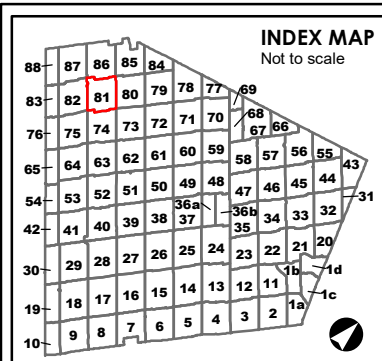 INDEX MAP
Not to scale
88 87 86 85 84
83 82 81 80 79 78 77 69
76 75 74 73 72 71 70 68 67 66
65 64 63 62 61 60 59 58 57 56 55 43
54 53 52 51 50 49 48 47 46 45 44 31
42 41 40 39 38 37 36a 36b 35 34 33 32
30 29 28 27 26 25 24 23 22 21 20
19 18 17 16 15 14 13 12 11 1b 1d
10 9 8 7 6 5 4 3 2 1a 1c